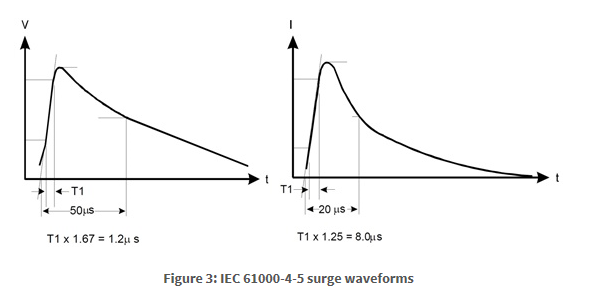 V
I
t
t
T1
T1
50μs
20 μs
T1 x 1.67 = 1.2μ s
T1 x 1.25 = 8.0μs
Figure 3: IEC 61000-4-5 surge waveforms